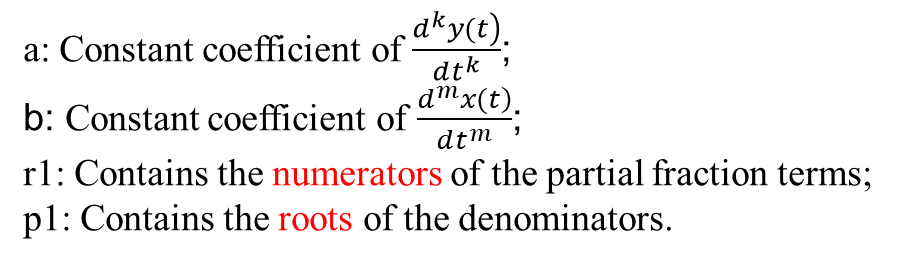 a: Constant coefficient of \frac{d^k y(t)}{dt^k};
b: Constant coefficient of \frac{d^m x(t)}{dt^m};
r1: Contains the numerators of the partial fraction terms;
p1: Contains the roots of the denominators.